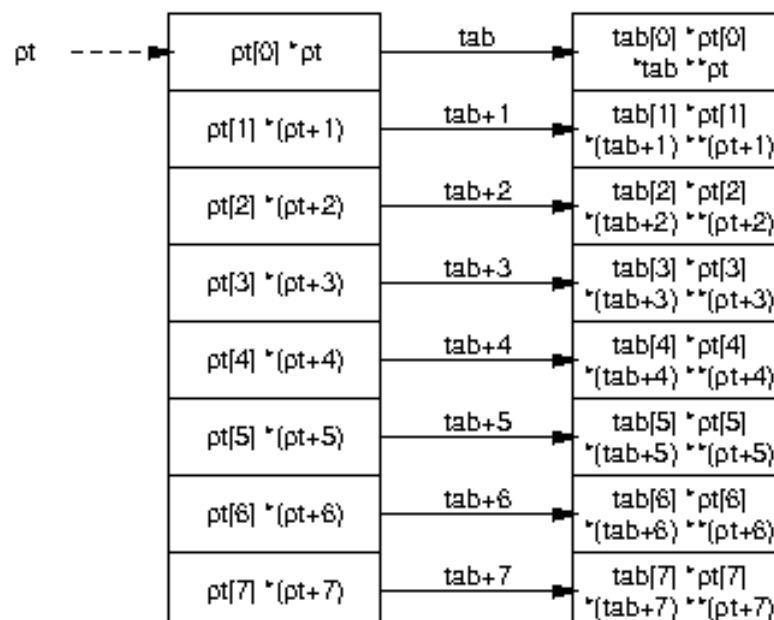 pt pt[0] *pt tab tab[0] *pt[0]
*tab **pt
pt[1] *(pt+1) tab+1 tab[1] *pt[1]
*(tab+1) **(pt+1)
pt[2] *(pt+2) tab+2 tab[2] *pt[2]
*(tab+2) **(pt+2)
pt[3] *(pt+3) tab+3 tab[3] *pt[3]
*(tab+3) **(pt+3)
pt[4] *(pt+4) tab+4 tab[4] *pt[4]
*(tab+4) **(pt+4)
pt[5] *(pt+5) tab+5 tab[5] *pt[5]
*(tab+5) **(pt+5)
pt[6] *(pt+6) tab+6 tab[6] *pt[6]
*(tab+6) **(pt+6)
pt[7] *(pt+7) tab+7 tab[7] *pt[7]
*(tab+7) **(pt+7)